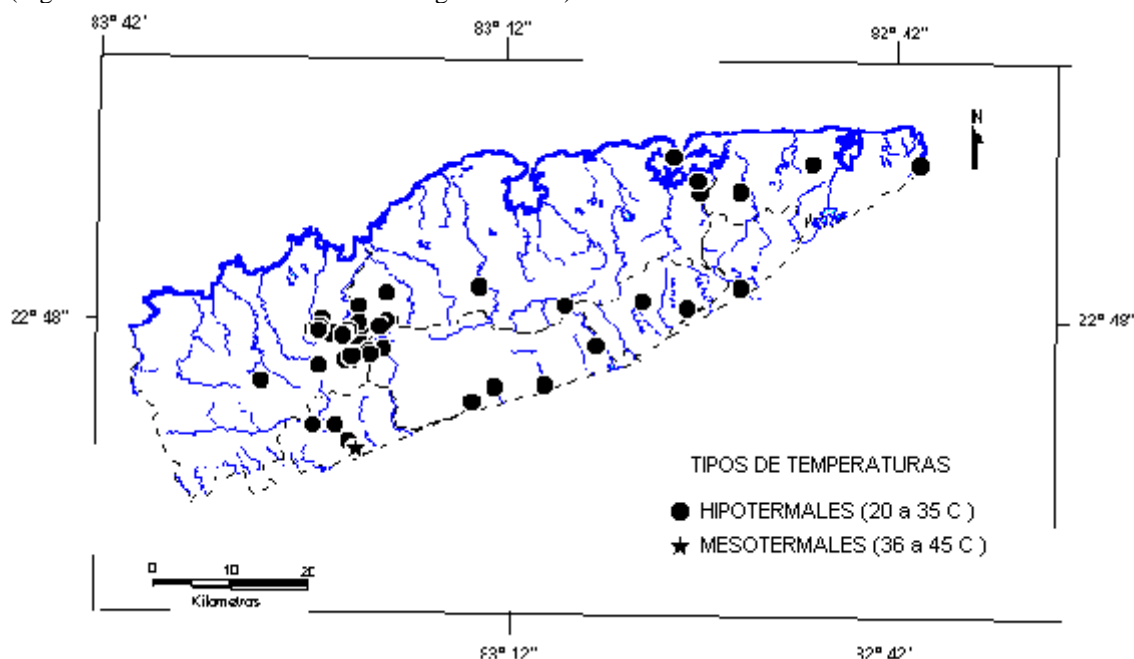 83° 42'
83° 12'
82° 42"
N
22° 48'
22° 48'
TIPOS DE TEMPERATURAS
HIPOTERMALES (20 a 35 C )
MESOTERMALES (36 a 45 C )
0 10 20
Kilometros
83° 12'
82° 42'